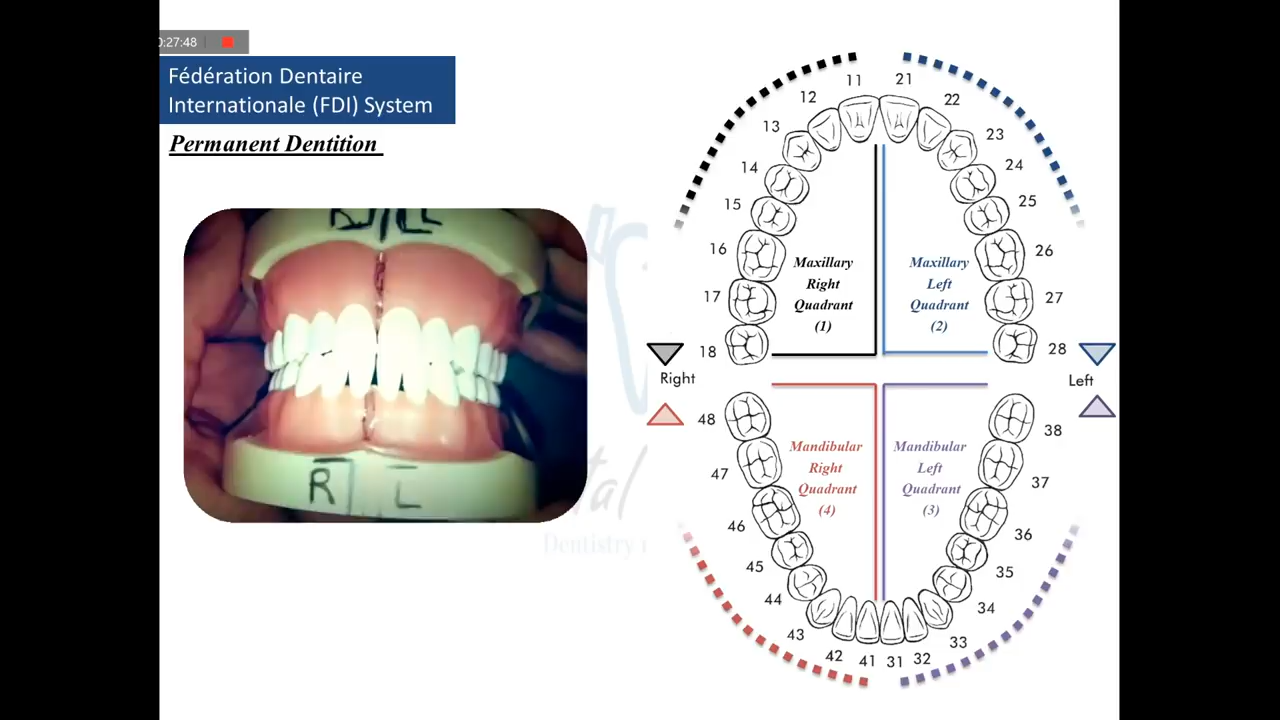 0:27:48
Fédération Dentaire
Internationale (FDI) System
Permanent Dentition
R
L
tal
Dentistry
11
21
12
22
13
23
14
24
15
25
16
26
17
27
18
28
Maxillary
Right
Quadrant
(1)
Maxillary
Left
Quadrant
(2)
Right
Left
48
38
47
37
46
36
45
35
44
34
43
33
42
41
31
32
Mandibular
Right
Quadrant
(4)
Mandibular
Left
Quadrant
(3)